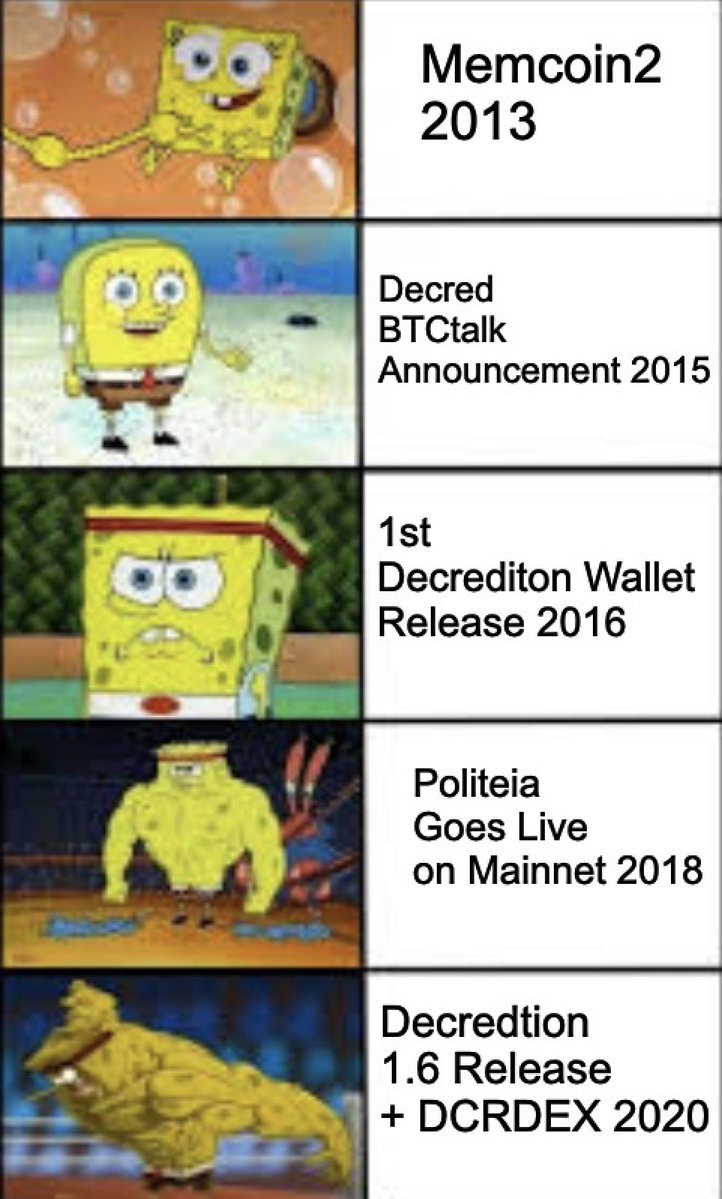 Memcoin2
2013
Decred
BTCtalk
Announcement 2015
1st
Decrediton Wallet
Release 2016
Politeia
Goes Live
on Mainnet 2018
Decredtion
1.6 Release
+ DCRDEX 2020